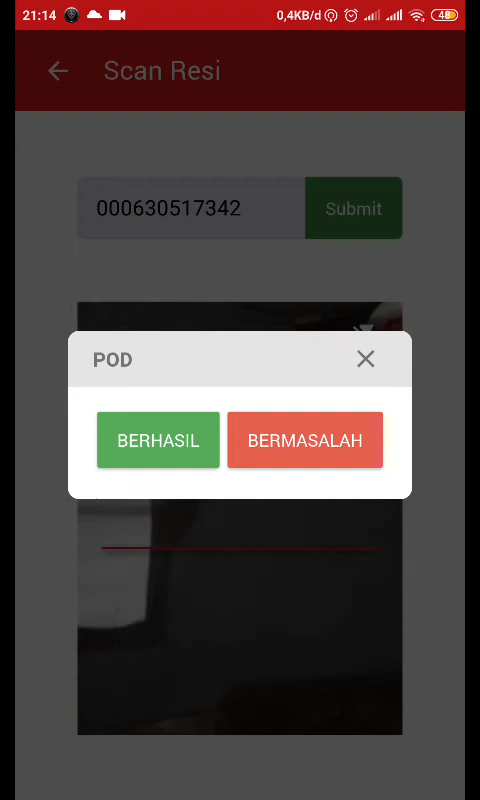 21:14 0,4KB/d 48
Scan Resi
000630517342 Submit
POD
BERHASIL BERMASALAH